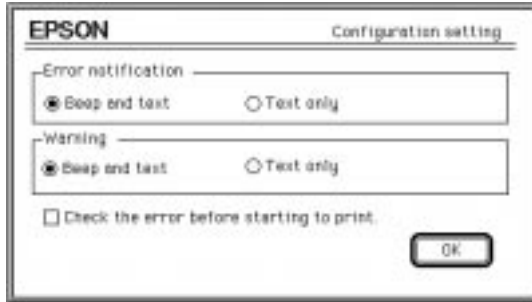 EPSON
Configuration setting
Error notification
Beep and text
Text only
Warning
Beep and text
Text only
Check the error before starting to print.
OK